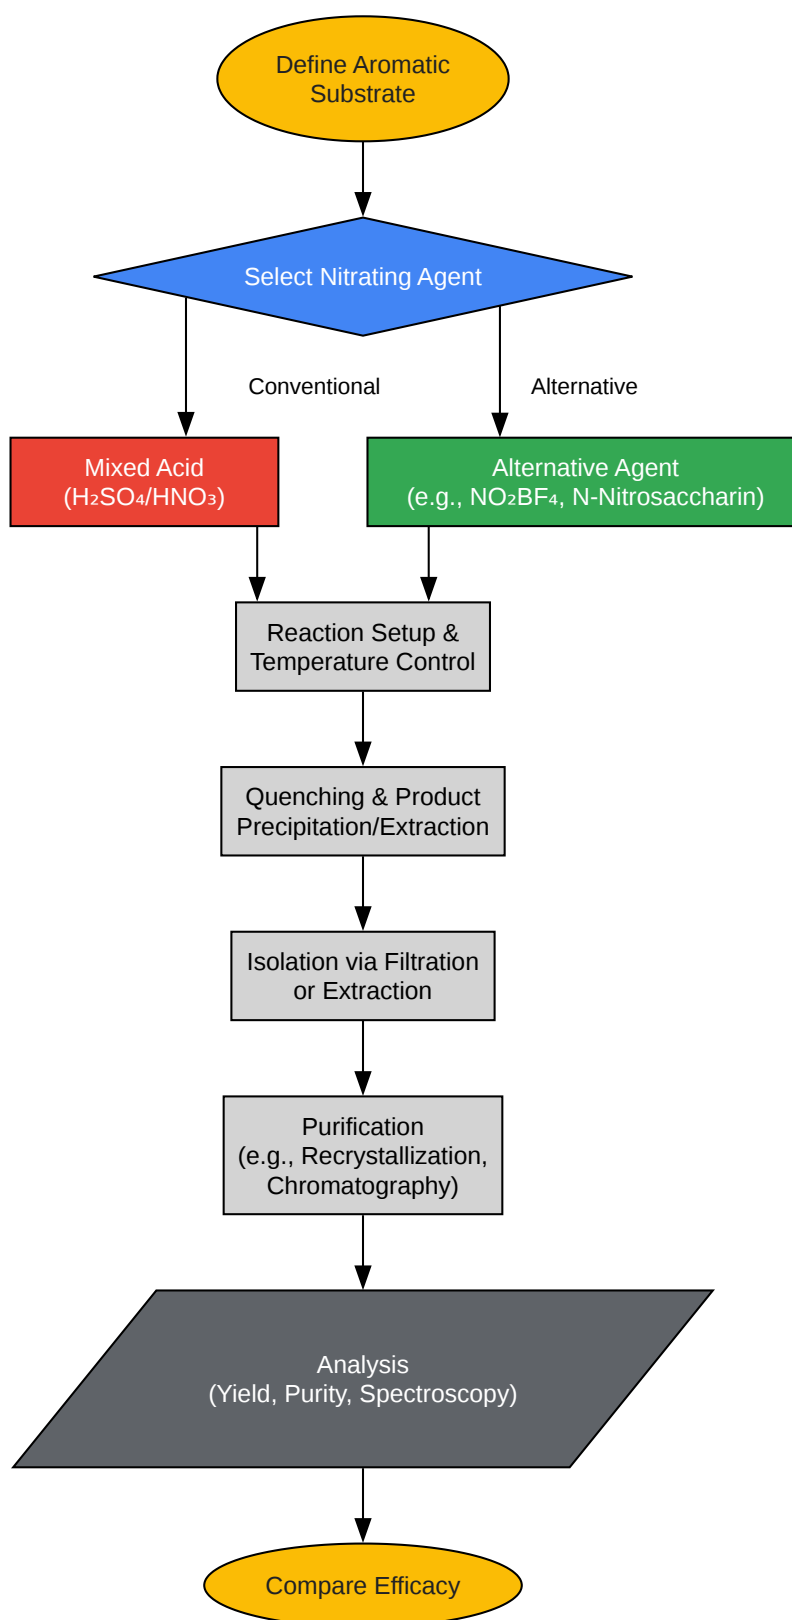 Define Aromatic
Substrate
Select Nitrating Agent
Conventional
Alternative
Mixed Acid
(H₂SO₄/HNO₃)
Alternative Agent
(e.g., NO₂BF₄, N-Nitrosaccharin)
Reaction Setup &
Temperature Control
Quenching & Product
Precipitation/Extraction
Isolation via Filtration
or Extraction
Purification
(e.g., Recrystallization,
Chromatography)
Analysis
(Yield, Purity, Spectroscopy)
Compare Efficacy